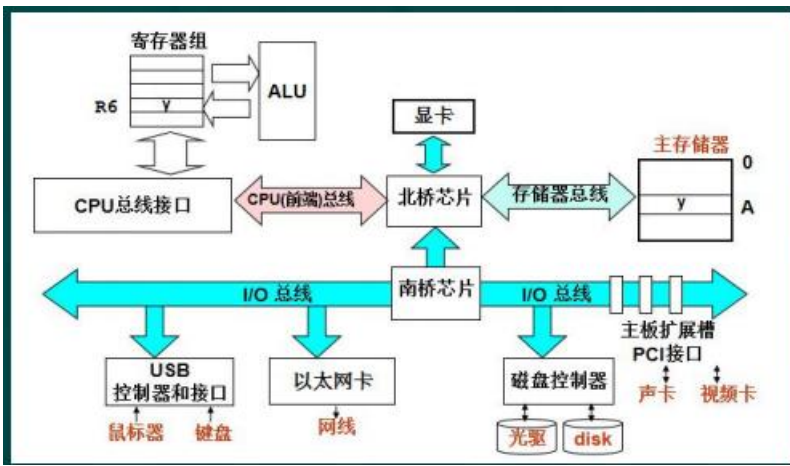 寄存器组
ALU
R6
y
显卡
主存储器
0
CPU总线接口
CPU(前端)总线
北桥芯片
存储器总线
y
A
I/O 总线
南桥芯片
I/O 总线
主板扩展槽
PCI接口
USB
控制器和接口
以太网卡
磁盘控制器
声卡
视频卡
鼠标器
键盘
网线
光驱
disk